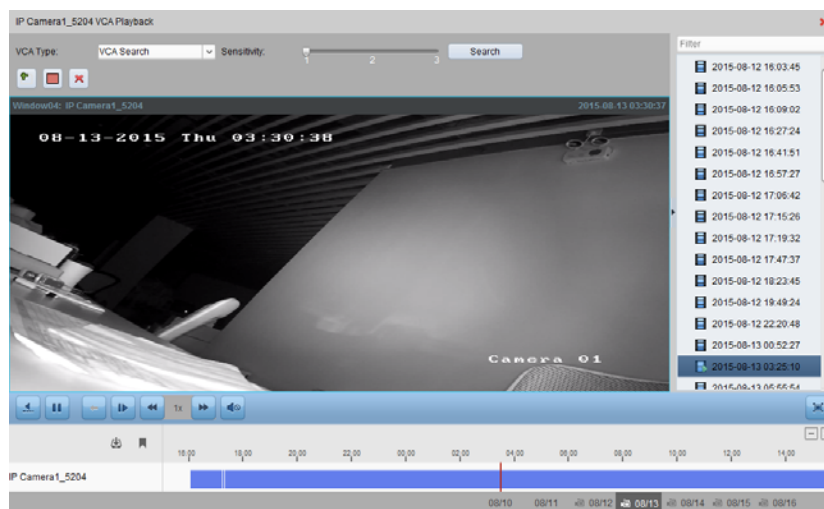 IP Camera1_5204 VCA Playback
VCA Type: VCA Search Sensitivity: 1 2 3 Search
Window04: IP Camera1_5204 2015-08-13 03:30:37
08-13-2015 Thu 03:30:38
Camera 01
Filter
2015-08-12 16:03:45
2015-08-12 16:05:53
2015-08-12 16:09:02
2015-08-12 16:27:24
2015-08-12 16:41:51
2015-08-12 16:57:27
2015-08-12 17:06:42
2015-08-12 17:15:26
2015-08-12 17:19:32
2015-08-12 17:47:37
2015-08-12 18:23:45
2015-08-12 19:49:24
2015-08-12 22:20:48
2015-08-13 00:52:27
2015-08-13 03:25:10
2015-08-13 05:55:54
1x
16:00 18:00 20:00 22:00 00:00 02:00 04:00 06:00 08:00 10:00 12:00 14:00
IP Camera1_5204
08/10 08/11 08/12 08/13 08/14 08/15 08/16